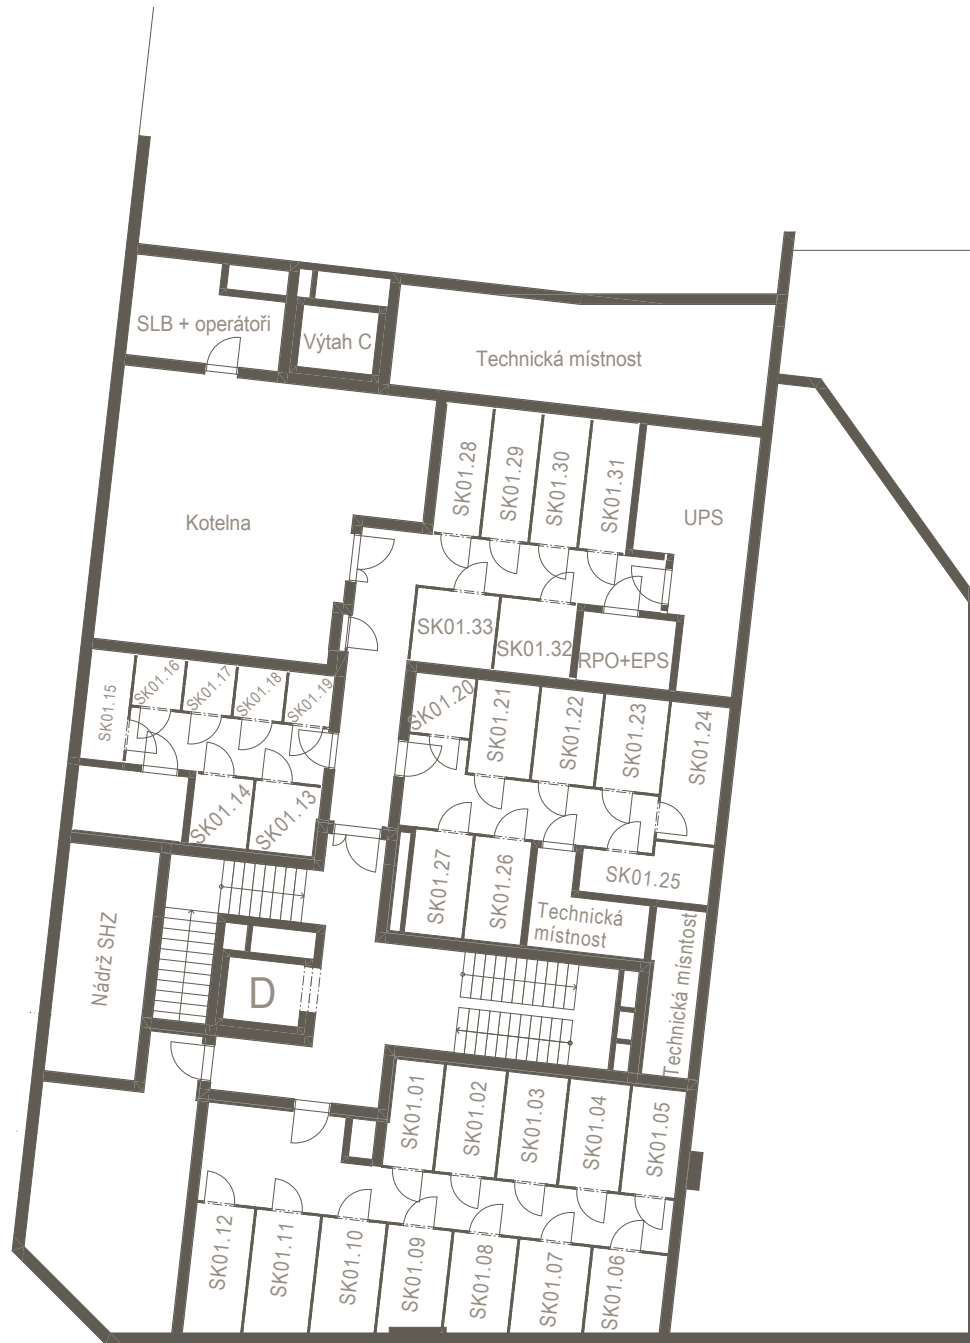 SLB + operátoři
Výtah C
Technická místnost
SK01.28
SK01.29
SK01.30
SK01.31
UPS
Kotelna
SK01.33
SK01.32
RPO+EPS
SK01.15
SK01.16
SK01.17
SK01.18
SK01.19
SK01.20
SK01.21
SK01.22
SK01.23
SK01.24
SK01.14
SK01.13
SK01.27
SK01.26
SK01.25
Technická
místnost
Technická mísntost
Nádrž SHZ
D
SK01.01
SK01.02
SK01.03
SK01.04
SK01.05
SK01.12
SK01.11
SK01.10
SK01.09
SK01.08
SK01.07
SK01.06